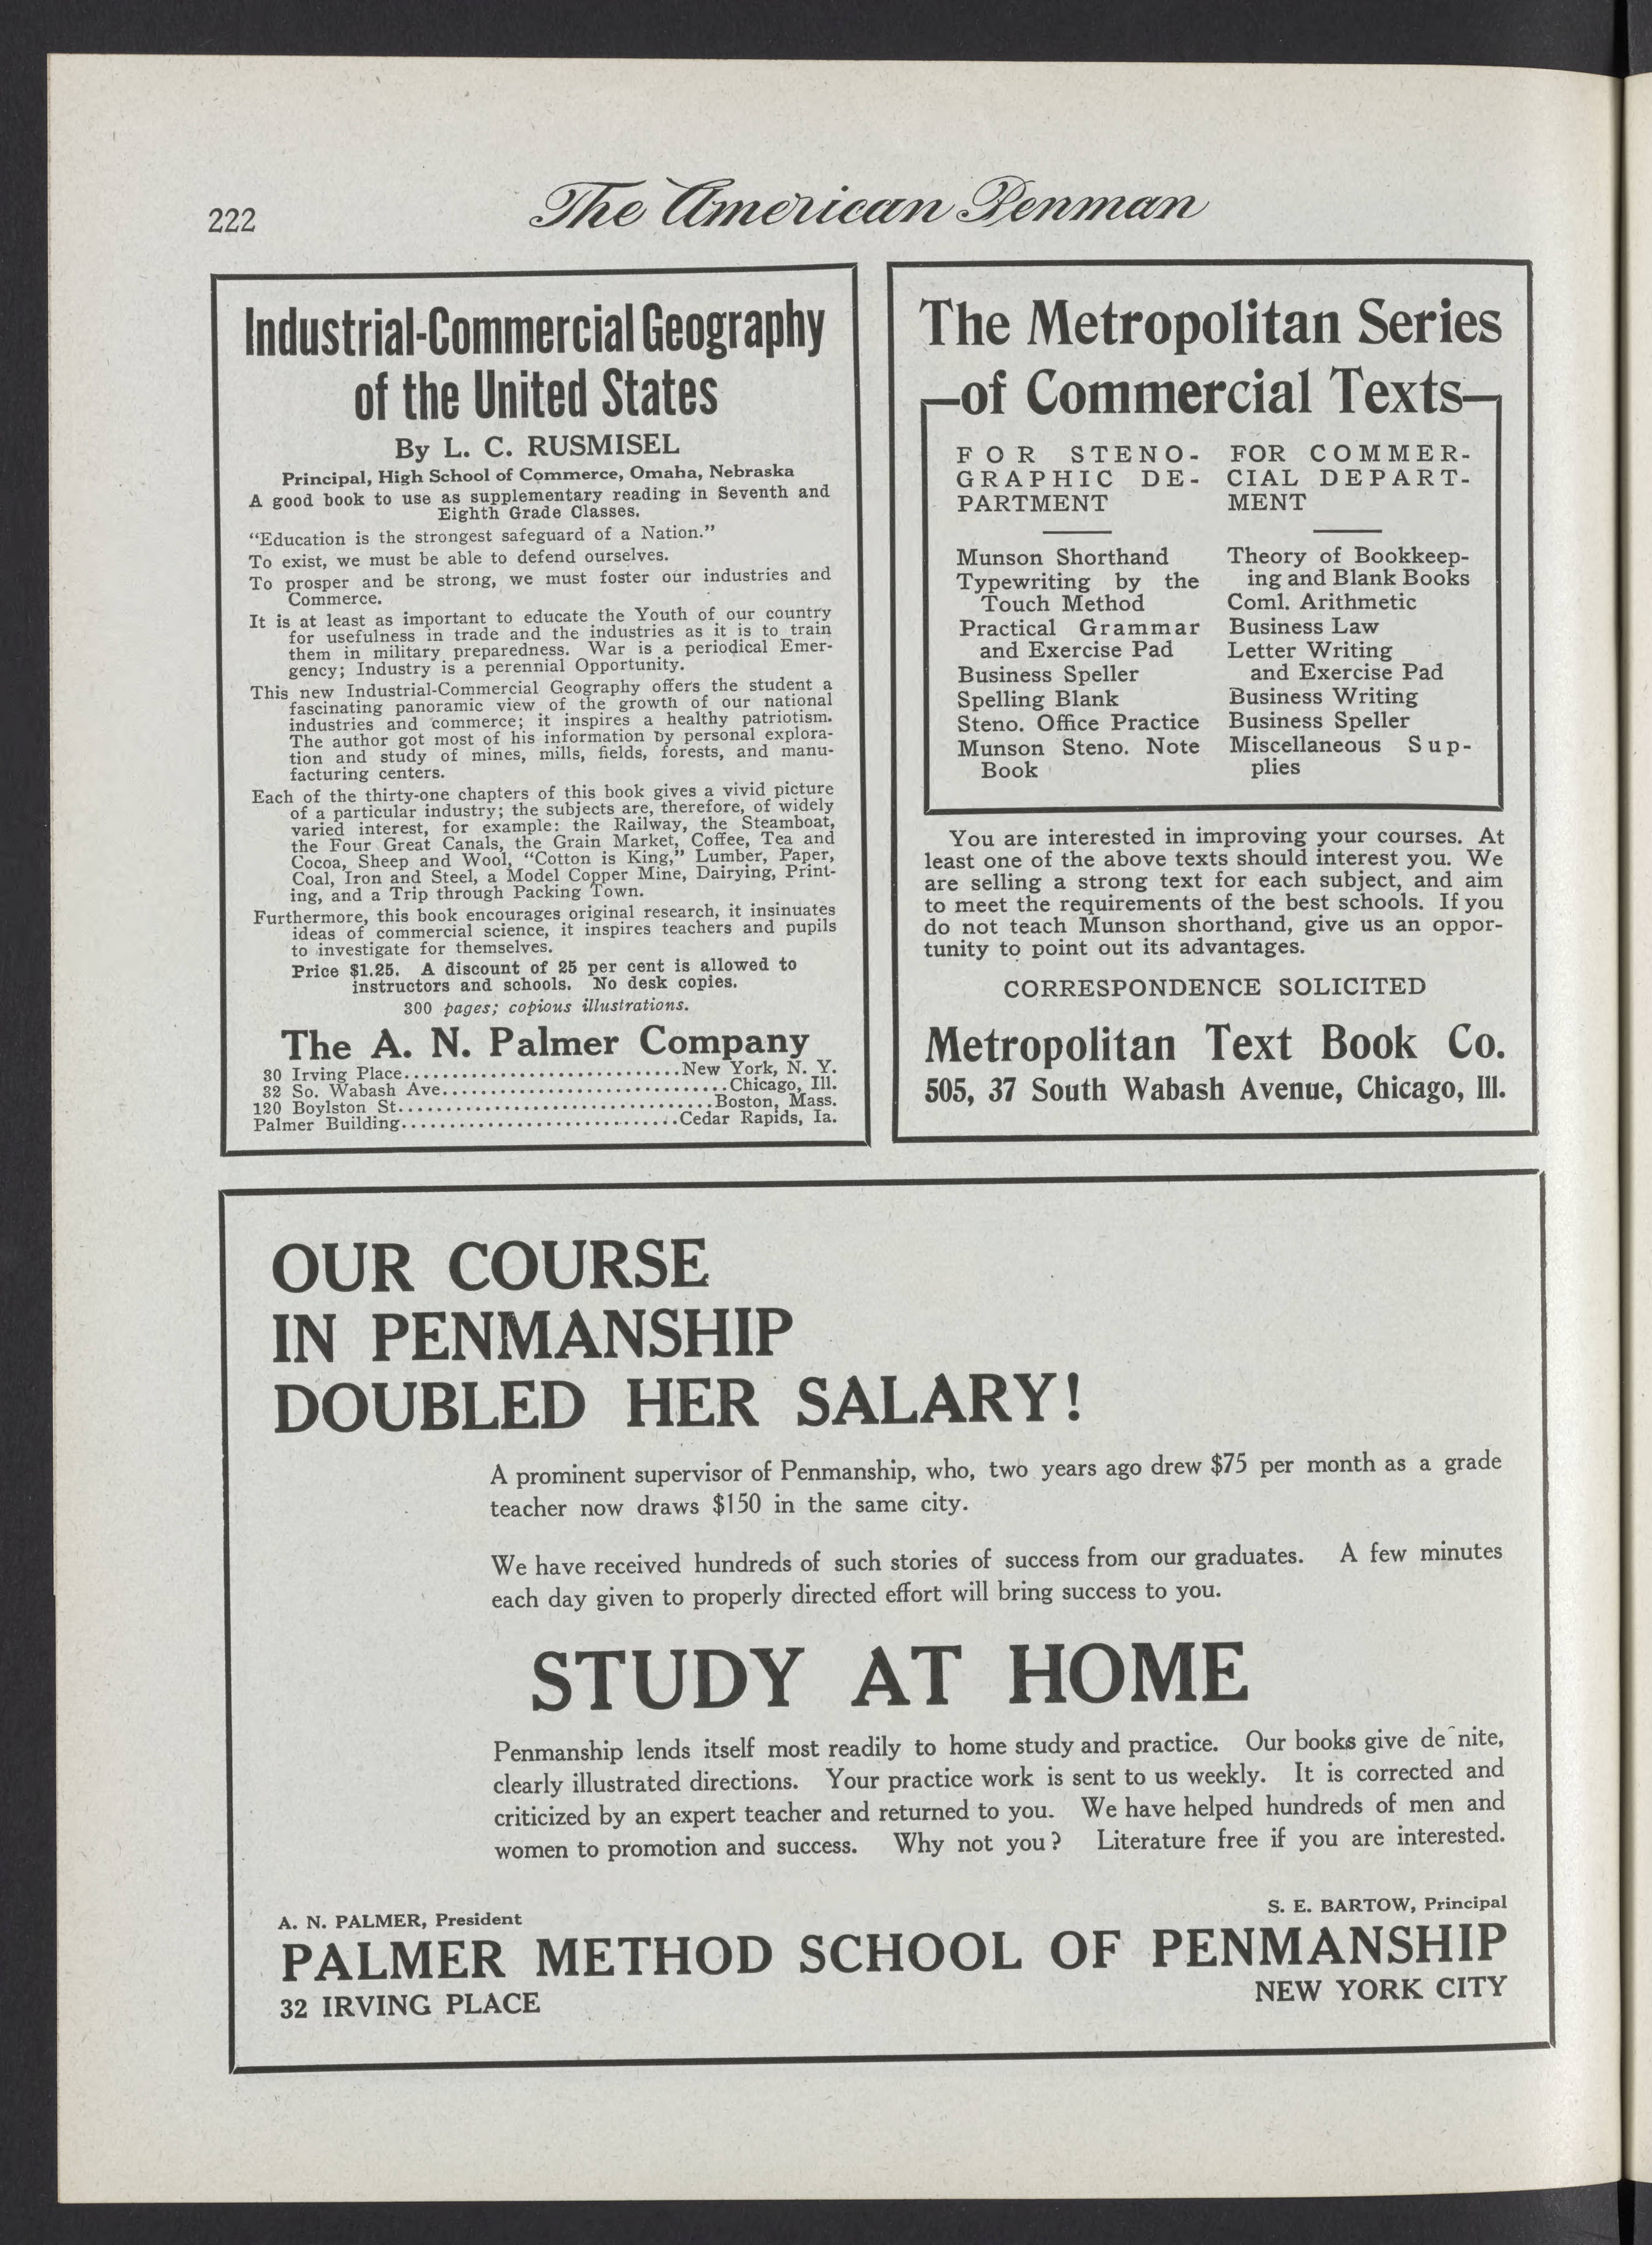 222
The American Penman
Industrial-Commercial Geography
of the United States
By L. C. RUSMISEL
Principal, High School of Commerce, Omaha, Nebraska
A good book to use as supplementary reading in Seventh and
Eighth Grade Classes.
“Education is the strongest safeguard of a Nation.”
To exist, we must be able to defend ourselves.
To prosper and be strong, we must foster our industries and
Commerce.
It is at least as important to educate the Youth of our country
for usefulness in trade and the industries as it is to train
them in military preparedness. War is a periodical Emer-
gency; Industry is a perennial Opportunity.
This new Industrial-Commercial Geography offers the student a
fascinating panoramic view of the growth of our national
industries and commerce; it inspires a healthy patriotism.
The author got most of his information by personal explora-
tion and study of mines, mills, fields, forests, and manu-
facturing centers.
Each of the thirty-one chapters of this book gives a vivid picture
of a particular industry; the subjects are, therefore, of widely
varied interest, for example: the Railway, the Steamboat,
the Four Great Canals, the Grain Market, Coffee, Tea and
Cocoa, Sheep and Wool, “Cotton is King,” Lumber, Paper,
Coal, Iron and Steel, a Model Copper Mine, Dairying, Print-
ing, and a Trip through Packing Town.
Furthermore, this book encourages original research, it insinuates
ideas of commercial science, it inspires teachers and pupils
to investigate for themselves.
Price $1.25. A discount of 25 per cent is allowed to
instructors and schools. No desk copies.
300 pages; copious illustrations.
The A. N. Palmer Company
30 Irving Place.............................New York, N. Y.
32 So. Wabash Ave..............................Chicago, Ill.
120 Boylston St.................................Boston, Mass.
Palmer Building.............................Cedar Rapids, Ia.
The Metropolitan Series
of Commercial Texts
FOR STENO-
GRAPHIC DE-
PARTMENT
Munson Shorthand
Typewriting by the
Touch Method
Practical Grammar
and Exercise Pad
Business Speller
Spelling Blank
Steno. Office Practice
Munson Steno. Note
Book
FOR COMMER-
CIAL DEPART-
MENT
Theory of Bookkeep-
ing and Blank Books
Coml. Arithmetic
Business Law
Letter Writing
and Exercise Pad
Business Writing
Business Speller
Miscellaneous Sup-
plies
You are interested in improving your courses. At
least one of the above texts should interest you. We
are selling a strong text for each subject, and aim
to meet the requirements of the best schools. If you
do not teach Munson shorthand, give us an oppor-
tunity to point out its advantages.
CORRESPONDENCE SOLICITED
Metropolitan Text Book Co.
505, 37 South Wabash Avenue, Chicago, Ill.
OUR COURSE
IN PENMANSHIP
DOUBLED HER SALARY!
A prominent supervisor of Penmanship, who, two years ago drew $75 per month as a grade
teacher now draws $150 in the same city.
We have received hundreds of such stories of success from our graduates. A few minutes
each day given to properly directed effort will bring success to you.
STUDY AT HOME
Penmanship lends itself most readily to home study and practice. Our books give de nite,
clearly illustrated directions. Your practice work is sent to us weekly. It is corrected and
criticized by an expert teacher and returned to you. We have helped hundreds of men and
women to promotion and success. Why not you? Literature free if you are interested.
A. N. PALMER, President
S. E. BARTOW, Principal
PALMER METHOD SCHOOL OF PENMANSHIP
32 IRVING PLACE
NEW YORK CITY